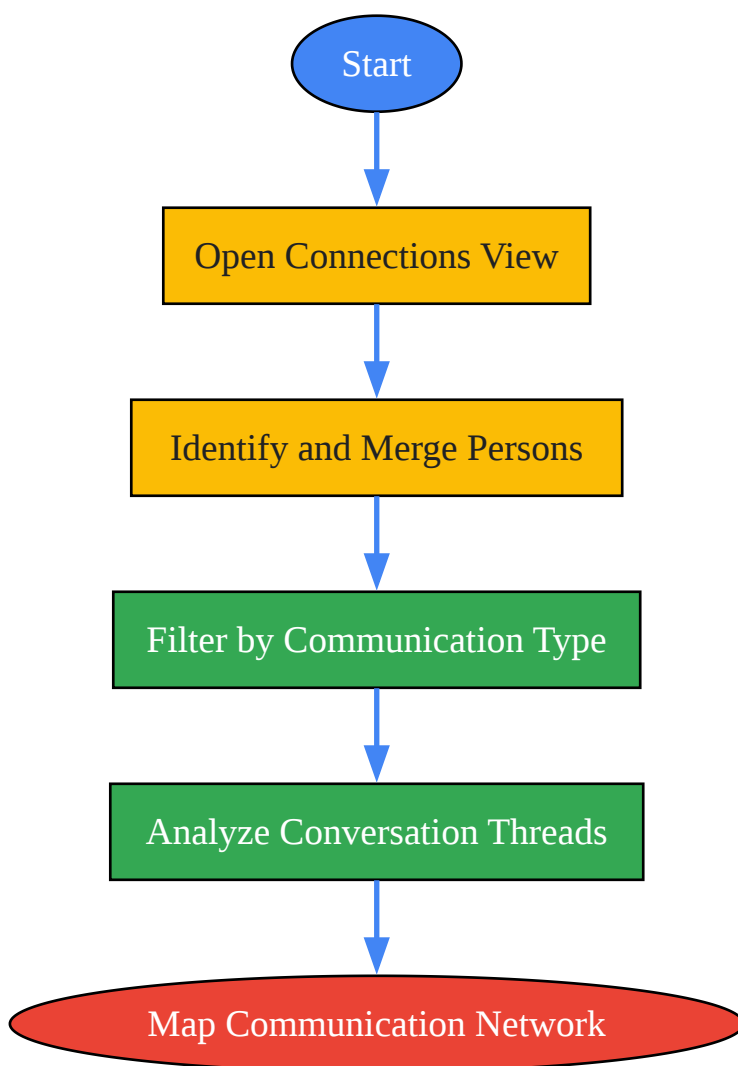 Start
Open Connections View
Identify and Merge Persons
Filter by Communication Type
Analyze Conversation Threads
Map Communication Network